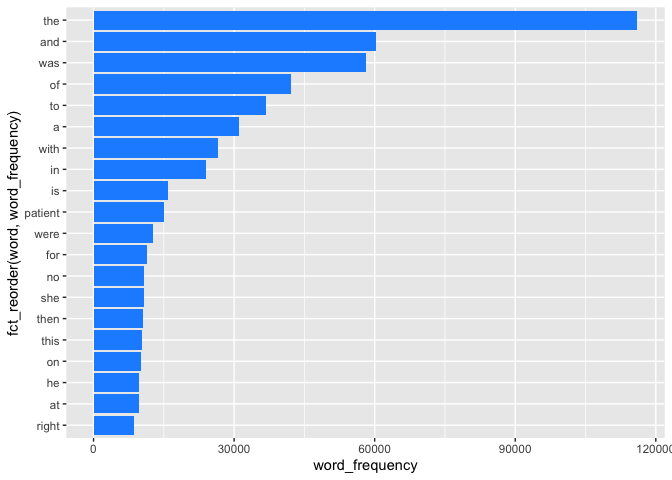 the
and
was
of
to
a
with
in
is
patient
were
for
no
she
then
this
on
he
at
right
fct_reorder(word, word_frequency)
0 30000 60000 90000 120000
word_frequency